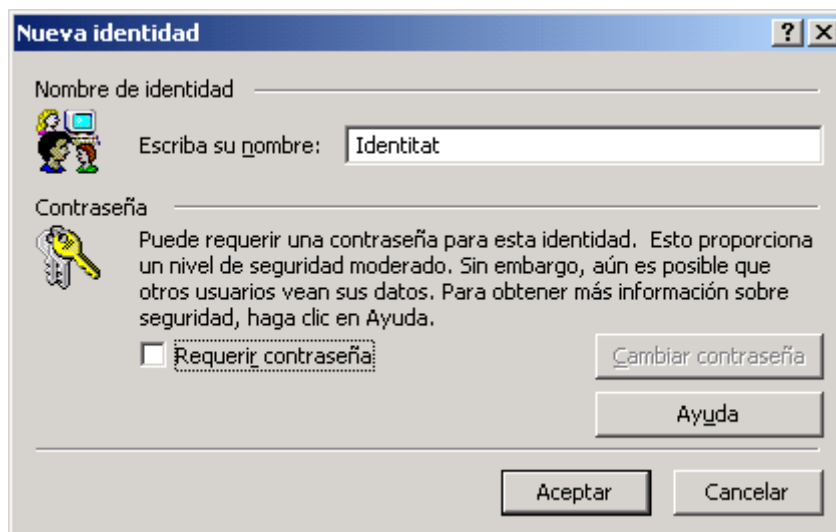 Nueva identidad
Nombre de identidad
Escriba su nombre: Identitat
Contraseña
Puede requerir una contraseña para esta identidad. Esto proporciona
un nivel de seguridad moderado. Sin embargo, aún es posible que
otros usuarios vean sus datos. Para obtener más información sobre
seguridad, haga clic en Ayuda.
Requerir contraseña
Cambiar contraseña
Ayuda
Aceptar
Cancelar